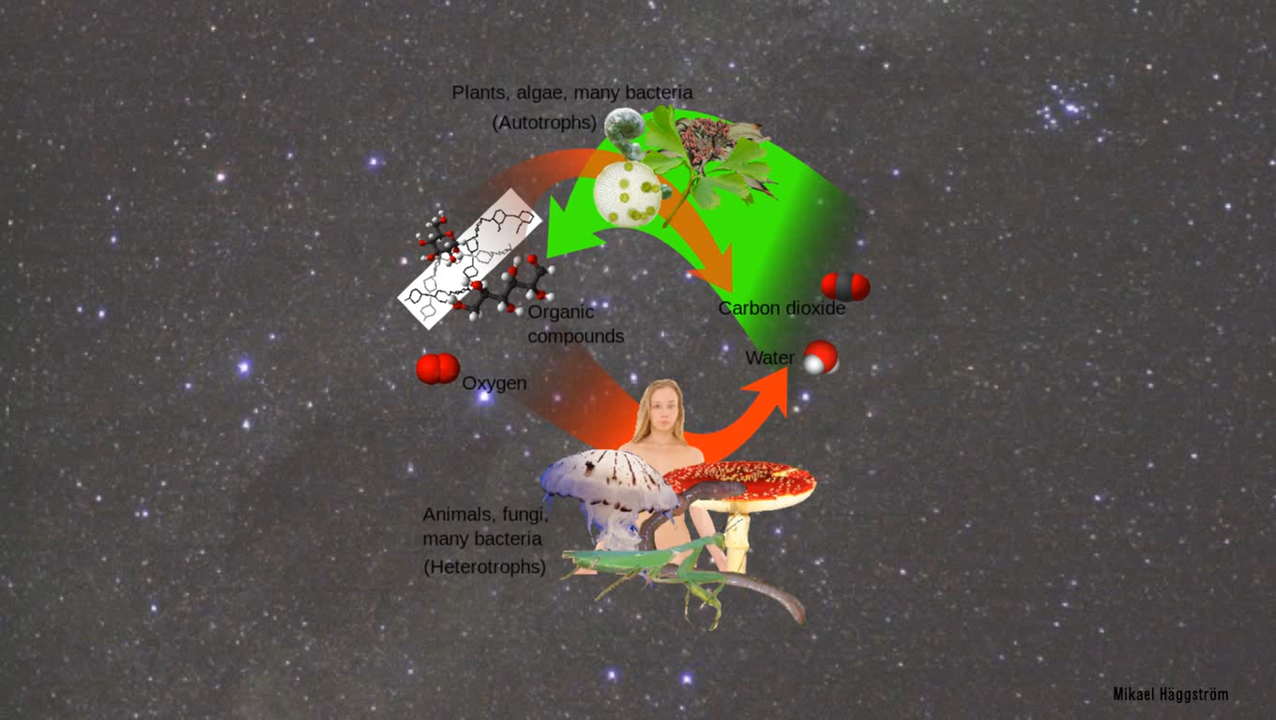 Plants, algae, many bacteria
(Autotrophs)
Organic
compounds
Carbon dioxide
Water
Oxygen
Animals, fungi,
many bacteria
(Heterotrophs)
Mikael Häggström